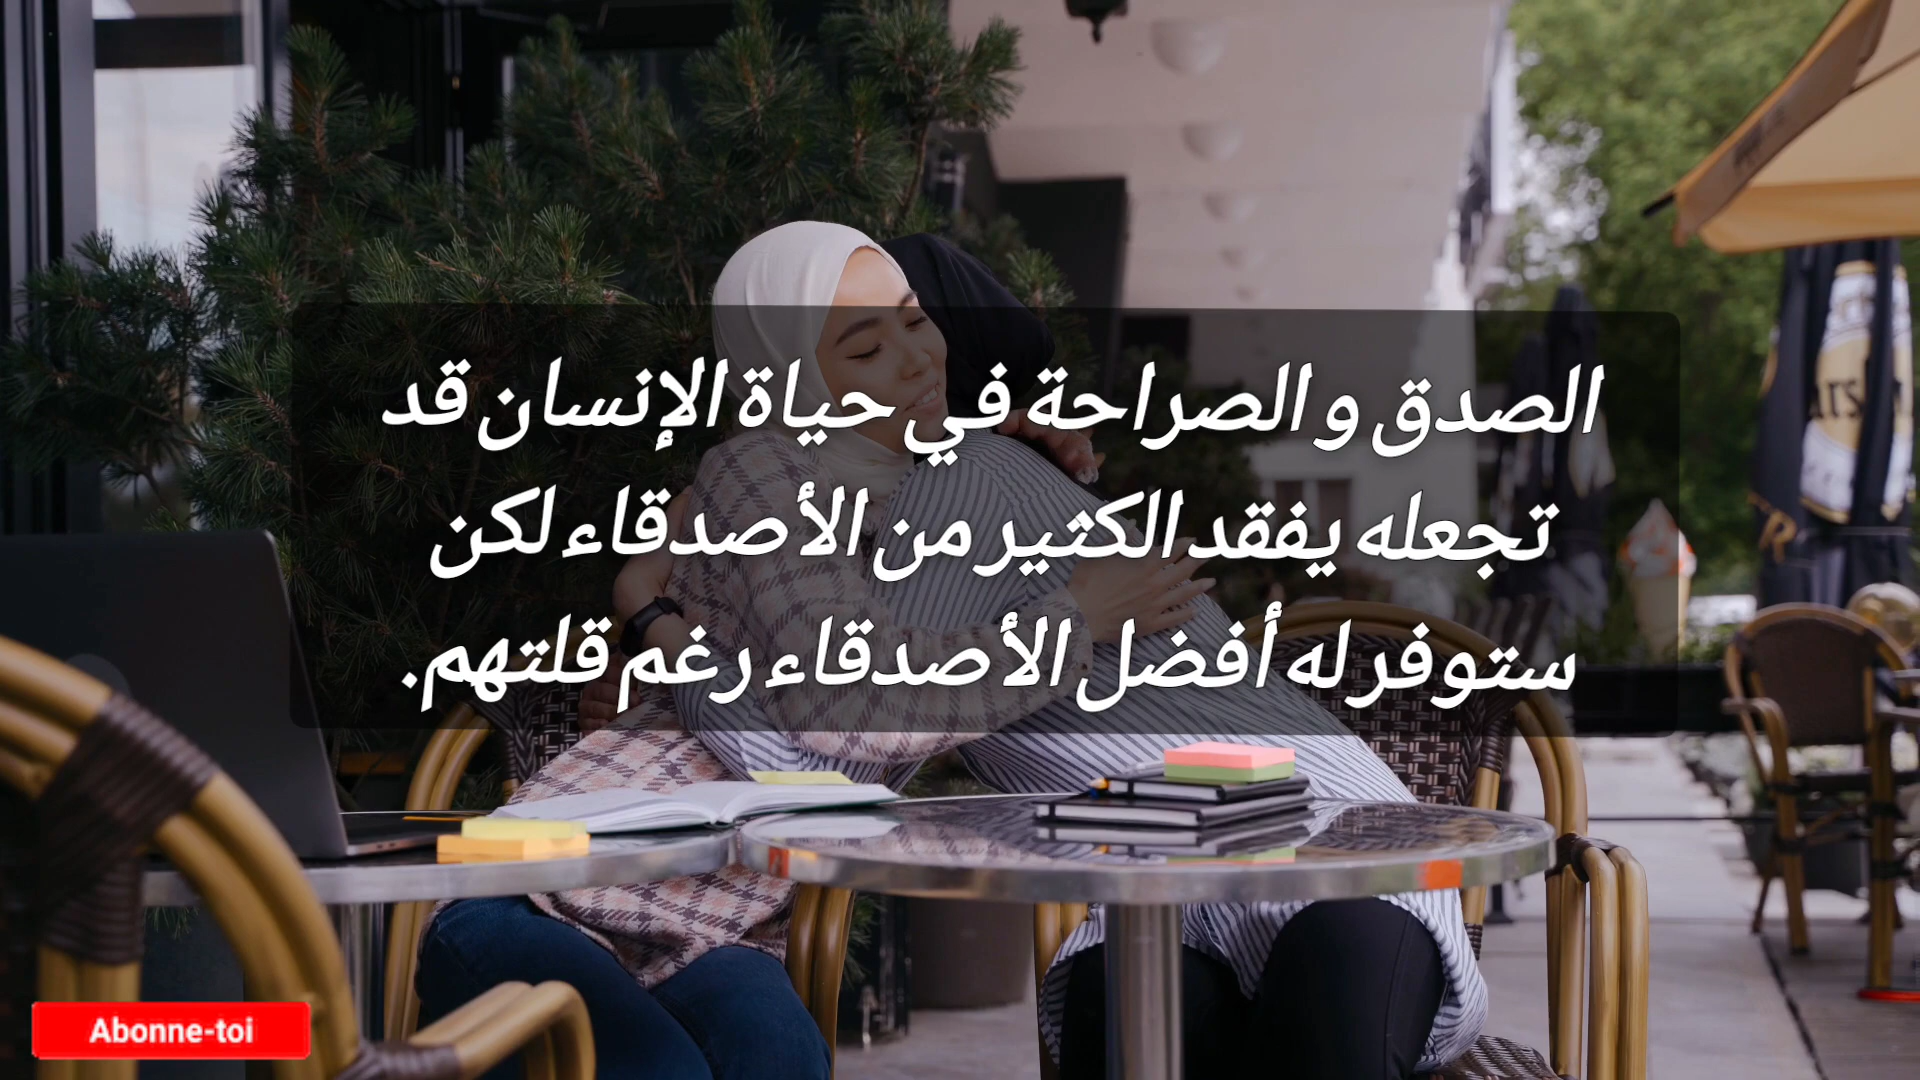 الصدق و الصراحة في حياة الإنسان قد
تجعله يفقد الكثير من الأصدقاء لكن
ستوفر له أفضل الأصدقاء رغم قلتهم.
Abonne-toi